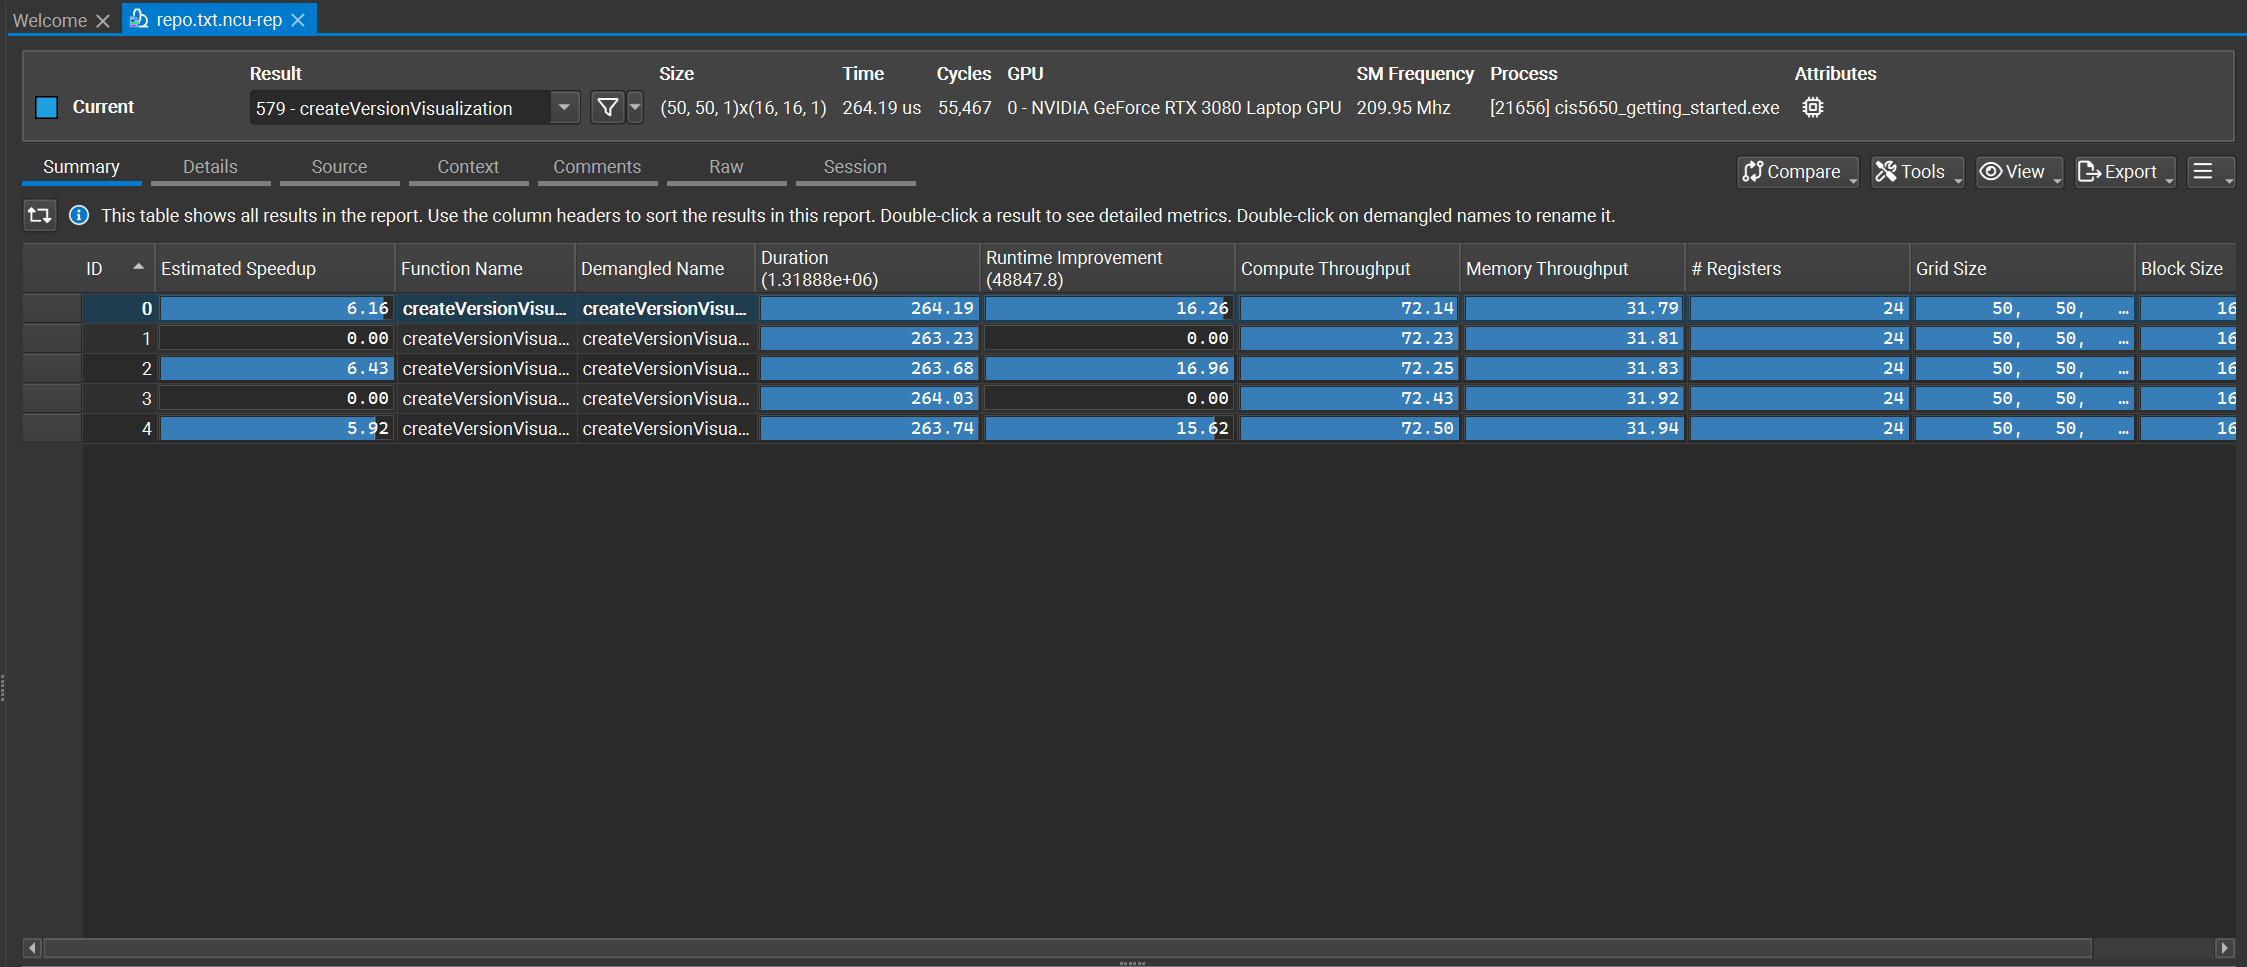 Welcome
repo.txt.ncu-rep
Result Size Time Cycles GPU SM Frequency Process Attributes
Current 579 - createVersionVisualization (50, 50, 1)x(16, 16, 1) 264.19 us 55,467 0 - NVIDIA GeForce RTX 3080 Laptop GPU 209.95 Mhz [21656] cis5650_getting_started.exe
Summary Details Source Context Comments Raw Session Compare Tools View Export
This table shows all results in the report. Use the column headers to sort the results in this report. Double-click a result to see detailed metrics. Double-click on demangled names to rename it.
ID Estimated Speedup Function Name Demangled Name Duration (1.31888e+06) Runtime Improvement (48847.8) Compute Throughput Memory Throughput # Registers Grid Size Block Size
0 6.16 createVersionVisu... createVersionVisu... 264.19 16.26 72.14 31.79 24 50, 50, ... 16
1 0.00 createVersionVisua... createVersionVisua... 263.23 0.00 72.23 31.81 24 50, 50, ... 16
2 6.43 createVersionVisua... createVersionVisua... 263.68 16.96 72.25 31.83 24 50, 50, ... 16
3 0.00 createVersionVisua... createVersionVisua... 264.03 0.00 72.43 31.92 24 50, 50, ... 16
4 5.92 createVersionVisua... createVersionVisua... 263.74 15.62 72.50 31.94 24 50, 50, ... 16